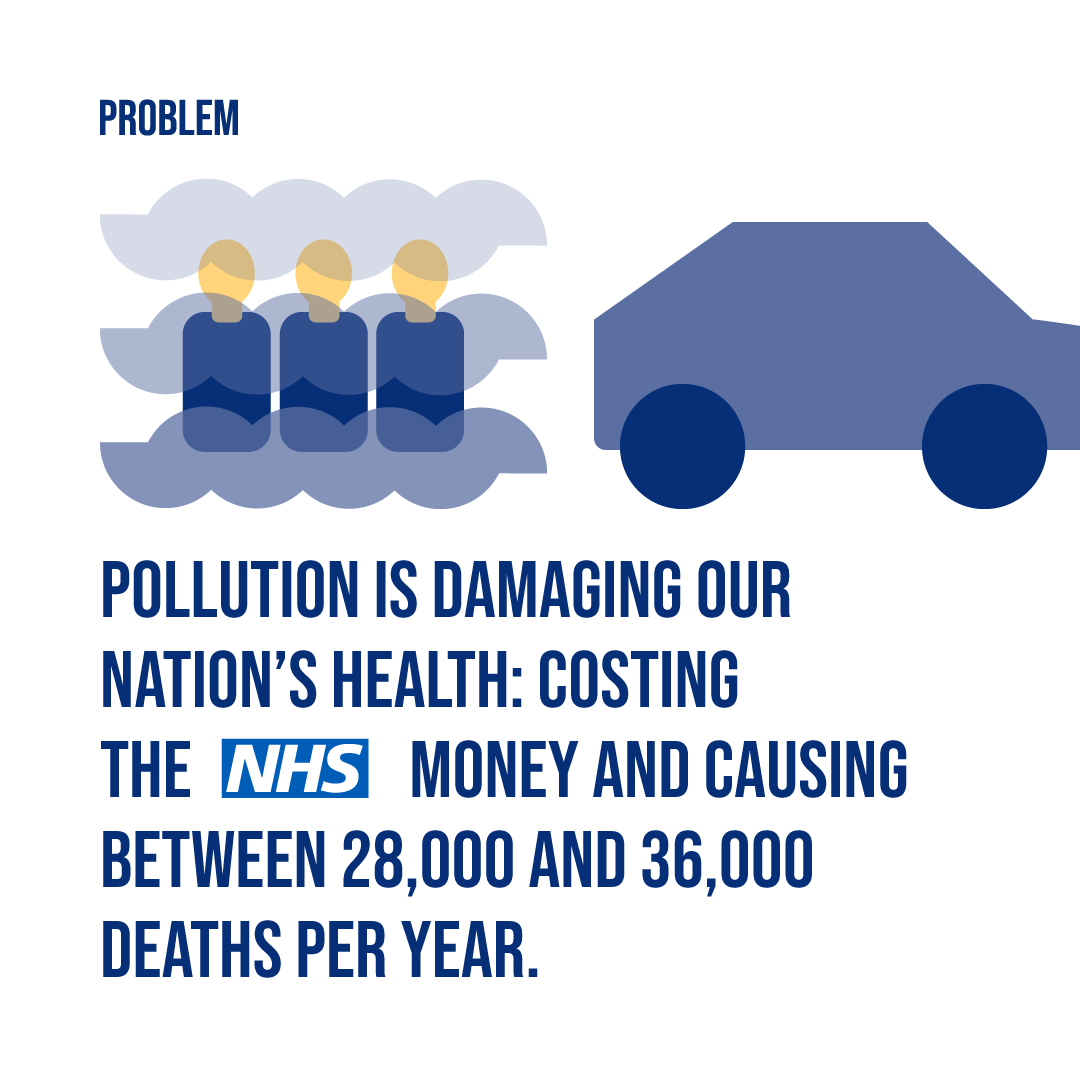 PROBLEM
POLLUTION IS DAMAGING OUR
NATION’S HEALTH: COSTING
THE NHS MONEY AND CAUSING
BETWEEN 28,000 AND 36,000
DEATHS PER YEAR.